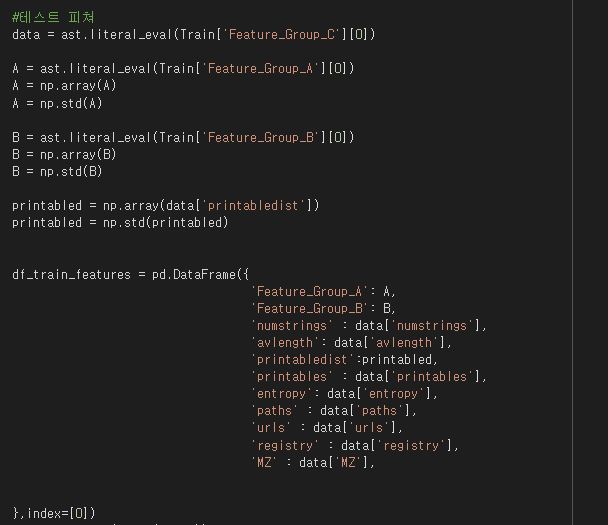 #테스트 피쳐
data = ast.literal_eval(Train['Feature_Group_C'][0])
A = ast.literal_eval(Train['Feature_Group_A'][0])
A = np.array(A)
A = np.std(A)
B = ast.literal_eval(Train['Feature_Group_B'][0])
B = np.array(B)
B = np.std(B)
printabled = np.array(data['printabledist'])
printabled = np.std(printabled)
df_train_features = pd.DataFrame({
'Feature_Group_A': A,
'Feature_Group_B': B,
'numstrings' : data['numstrings'],
'avlength': data['avlength'],
'printabledist':printabled,
'printables' : data['printables'],
'entropy': data['entropy'],
'paths' : data['paths'],
'urls' : data['urls'],
'registry' : data['registry'],
'MZ' : data['MZ'],
},index=[0])